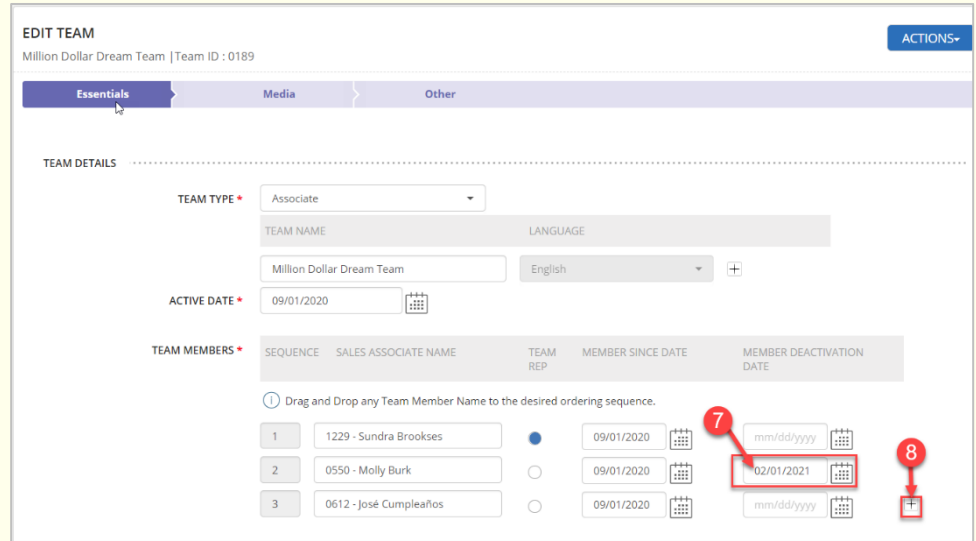 EDIT TEAM
ACTIONS
Million Dollar Dream Team |Team ID : 0189
Essentials Media Other
TEAM DETAILS
TEAM TYPE * Associate
TEAM NAME LANGUAGE
Million Dollar Dream Team English +
ACTIVE DATE * 09/01/2020
TEAM MEMBERS * SEQUENCE SALES ASSOCIATE NAME TEAM REP MEMBER SINCE DATE MEMBER DEACTIVATION DATE
i Drag and Drop any Team Member Name to the desired ordering sequence.
7
1 1229 - Sundra Brookses 09/01/2020 mm/dd/yyyy
8
2 0550 - Molly Burk 09/01/2020 02/01/2021
3 0612 - José Cumpleaños 09/01/2020 mm/dd/yyyy +